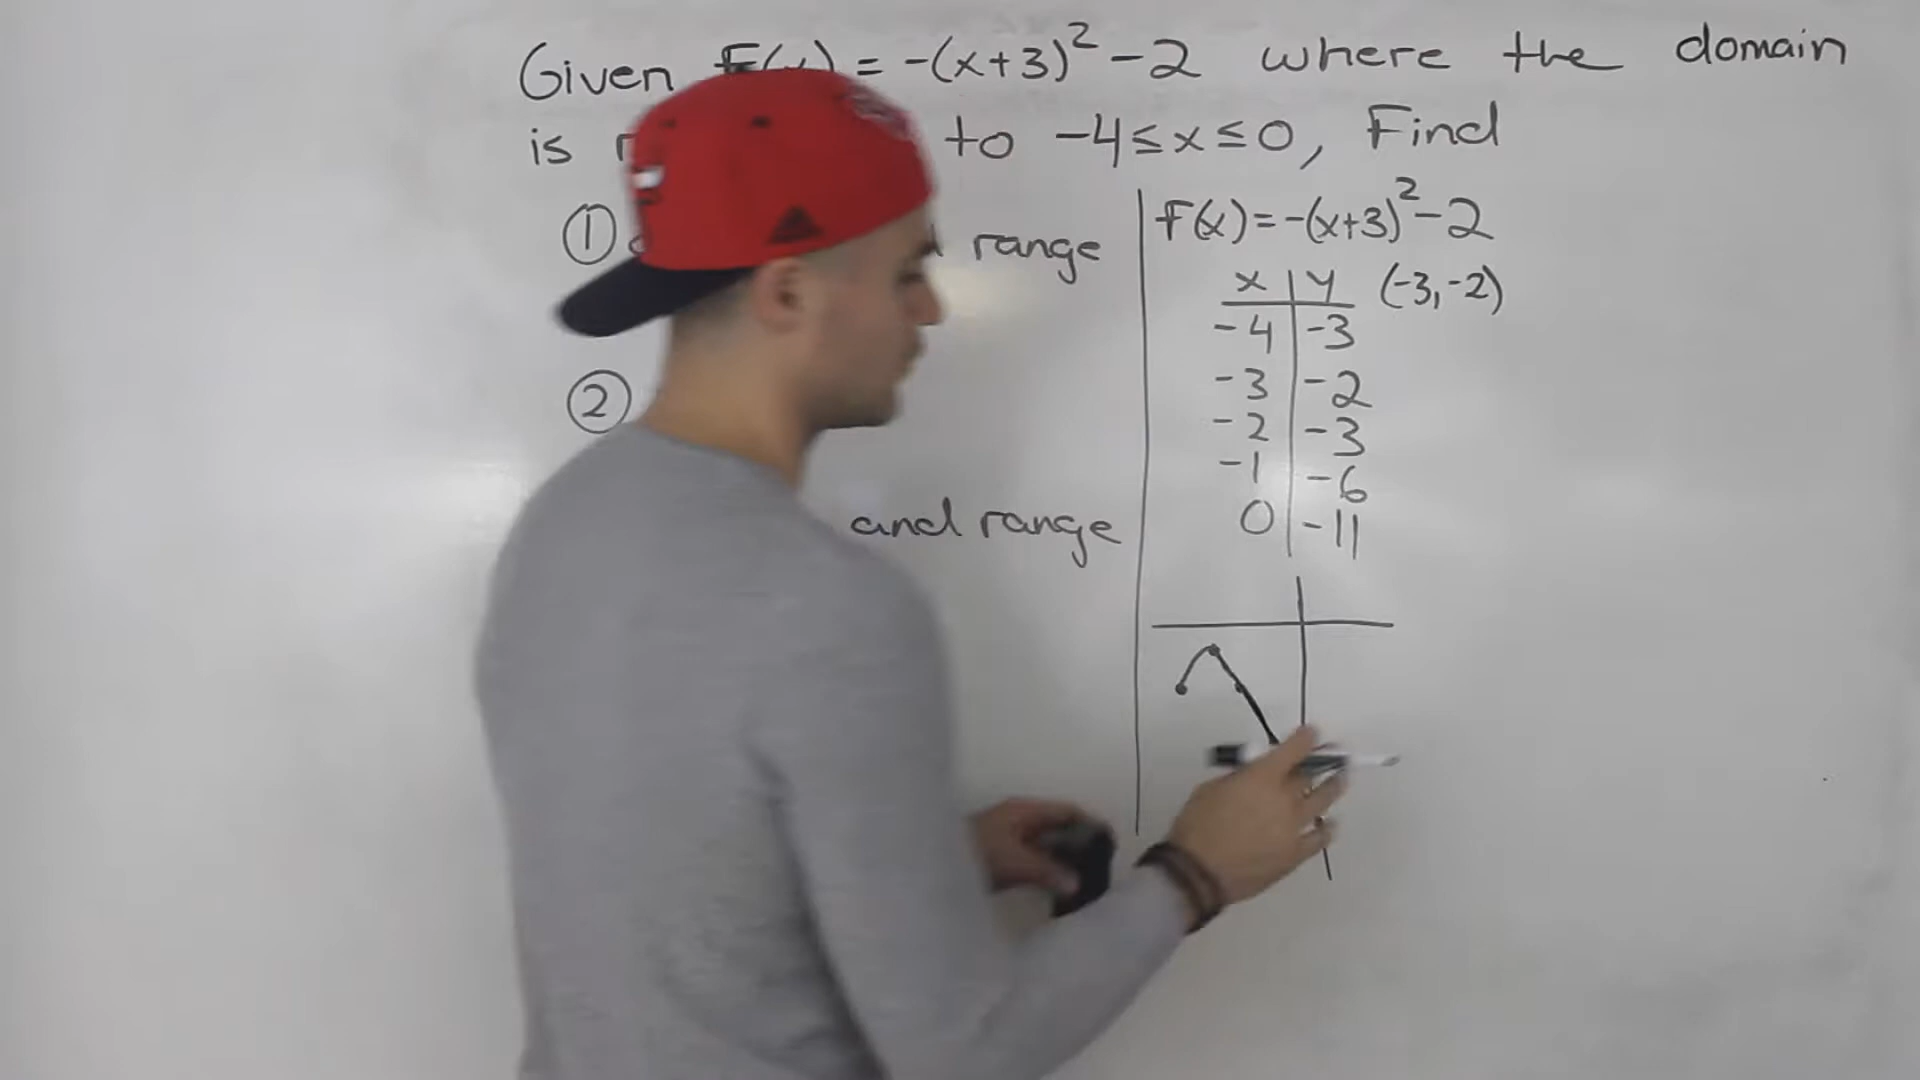 Given F(x) = -(x+3)² - 2 where the domain
is to -4 ≤ x ≤ 0, Find
① range
②
and range
F(x) = -(x+3)² - 2
x y (-3,-2)
-4 -3
-3 -2
-2 -3
-1 -6
0 -11